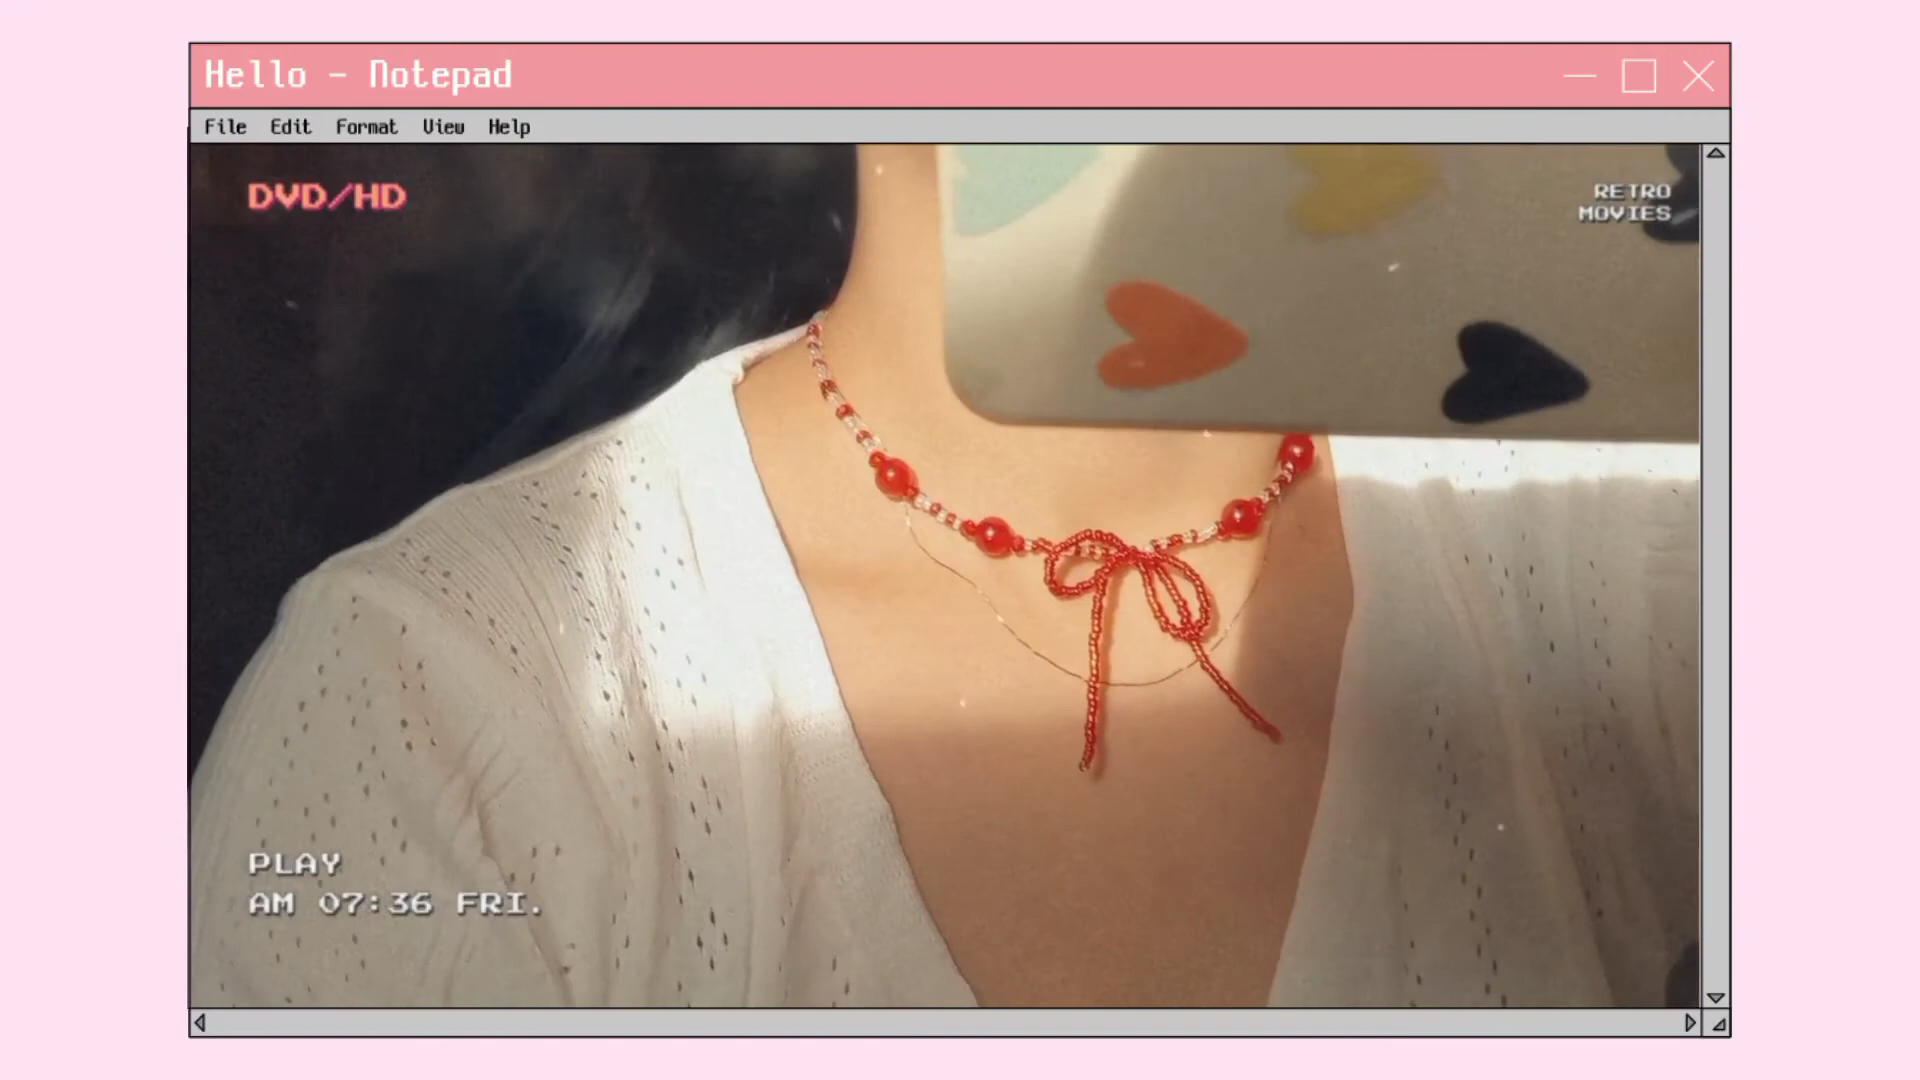 Hello - Notepad
File Edit Format View Help
DVD/HD
RETRO
MOVIES
PLAY
AM 07:36 FRI.